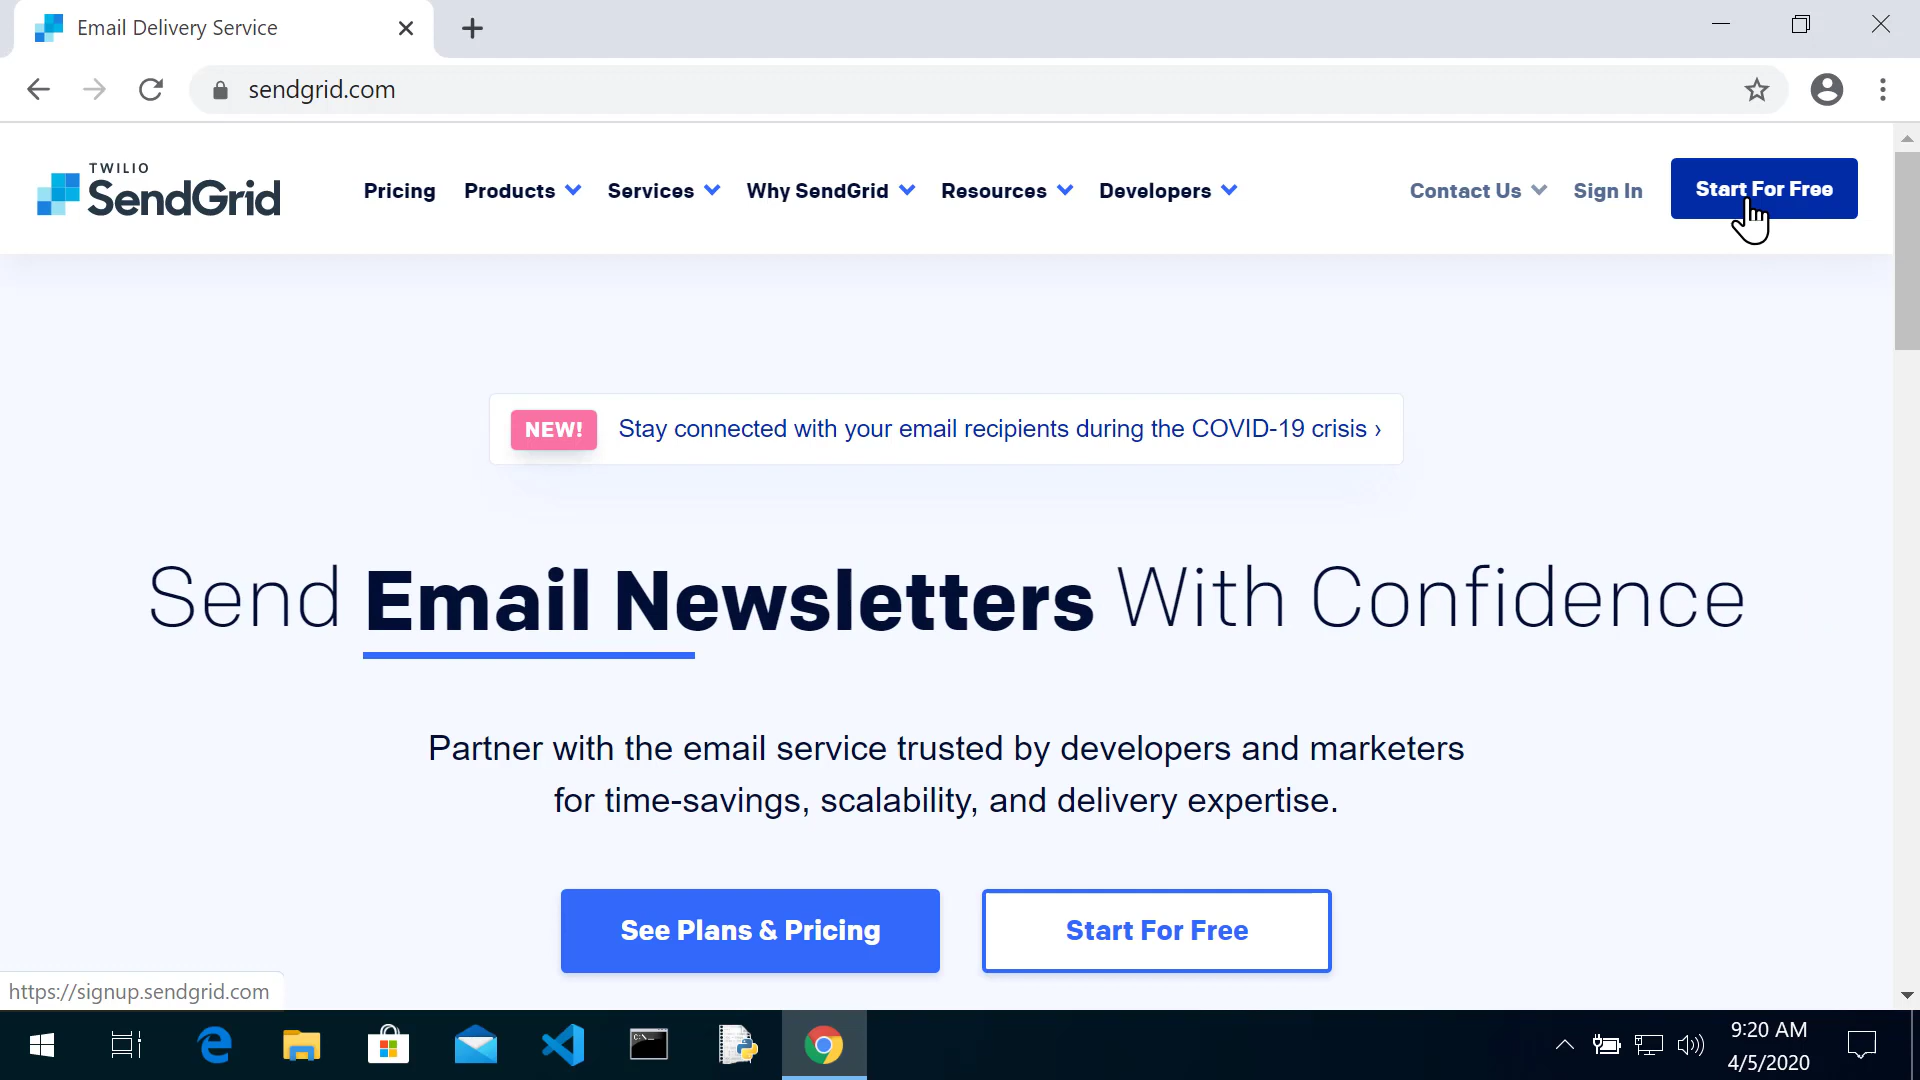 Email Delivery Service
sendgrid.com
TWILIO
SendGrid
Pricing Products Services Why SendGrid Resources Developers Contact Us Sign In Start For Free
NEW! Stay connected with your email recipients during the COVID-19 crisis ›
Send Email Newsletters With Confidence
Partner with the email service trusted by developers and marketers
for time-savings, scalability, and delivery expertise.
See Plans & Pricing Start For Free
https://signup.sendgrid.com
C:\_
9:20 AM
4/5/2020